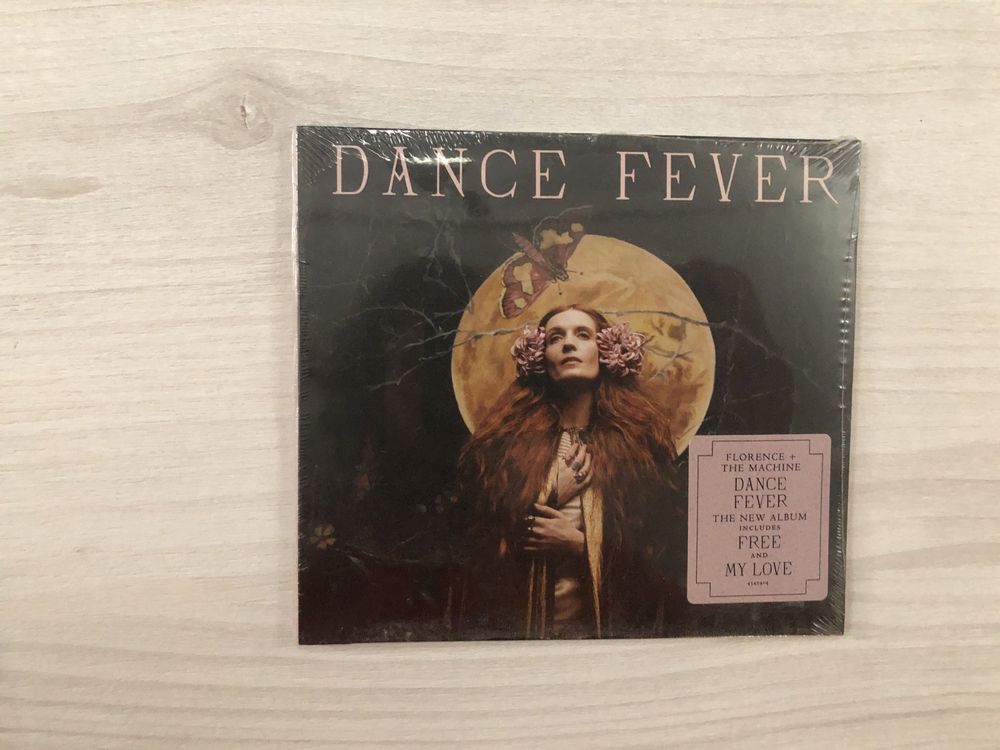 DANCE FEVER
FLORENCE +
THE MACHINE
DANCE
FEVER
THE NEW ALBUM
INCLUDES
FREE
AND
MY LOVE